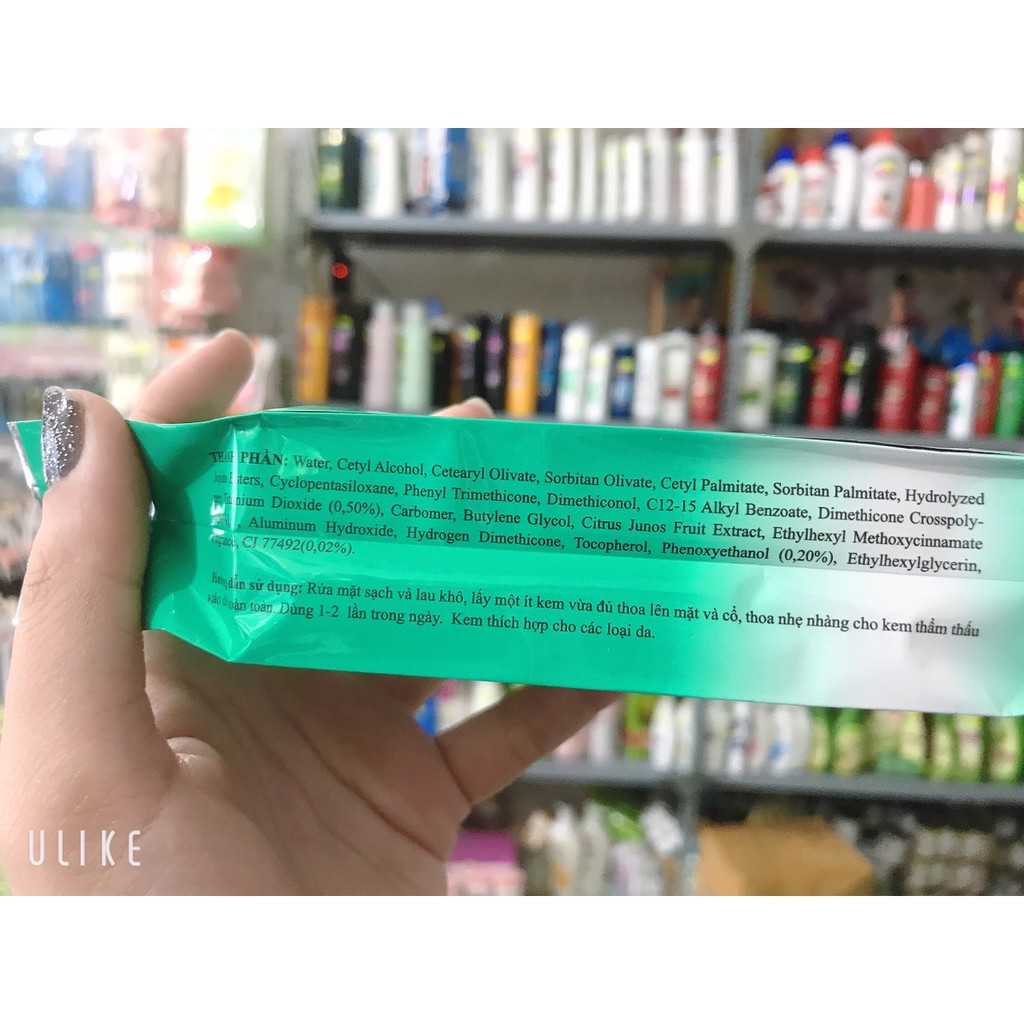 PHẦN: Water, Cetyl Alcohol, Cetearyl Olivate, Sorbitan Olivate, Cetyl Palmitate, Sorbitan Palmitate, Hydrolyzed
Cyclopentasiloxane, Phenyl Trimethicone, Dimethiconol, C12-15 Alkyl Benzoate, Dimethicone Crosspoly-
Dioxide (0,50%), Carbomer, Butylene Glycol, Citrus Junos Fruit Extract, Ethylhexyl Methoxycinnamate
Aluminum Hydroxide, Hydrogen Dimethicone, Tocopherol, Phenoxyethanol (0,20%), Ethylhexylglycerin,
CJ 77492(0,02%).
dẫn sử dụng: Rửa mặt sạch và lau khô, lấy một ít kem vừa đủ thoa lên mặt và cổ, thoa nhẹ nhàng cho kem thẩm thấu
toàn. Dùng 1-2 lần trong ngày. Kem thích hợp cho các loại da.
ULIKE